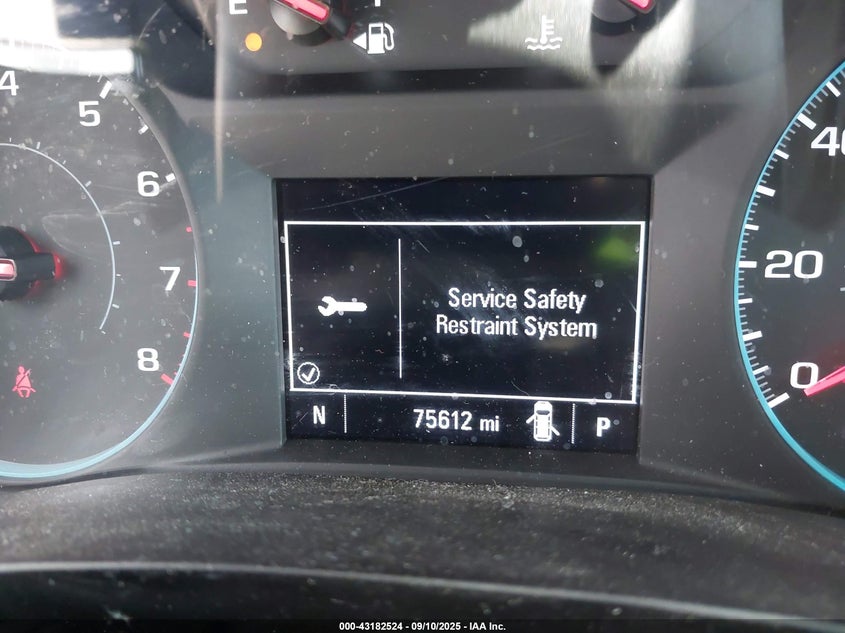 E
4
5
6
7
8
40
20
0
Service Safety
Restraint System
N
75612 mi
P
000-43182524 - 09/10/2025 - IAA Inc.